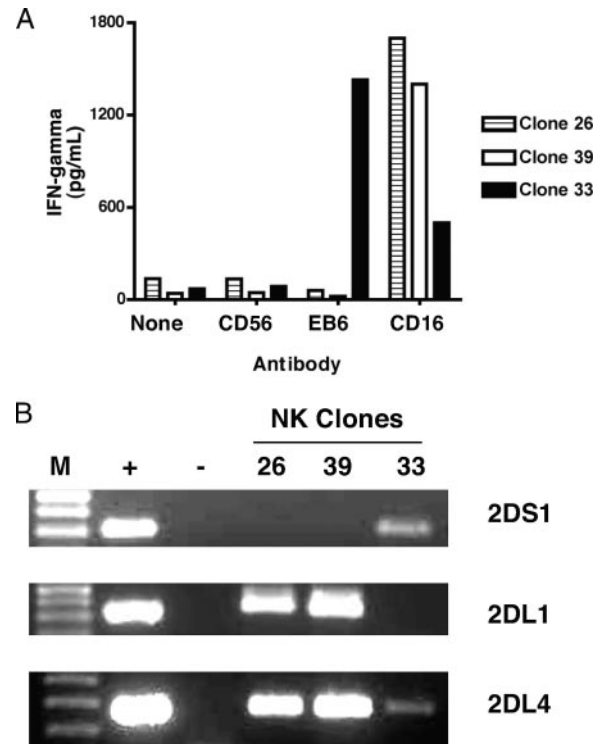 A
1800
1200
600
0
IFN-gamma
(pg/mL)
None CD56 EB6 CD16
Antibody
Clone 26
Clone 39
Clone 33
B
NK Clones
M + - 26 39 33
2DS1
2DL1
2DL4